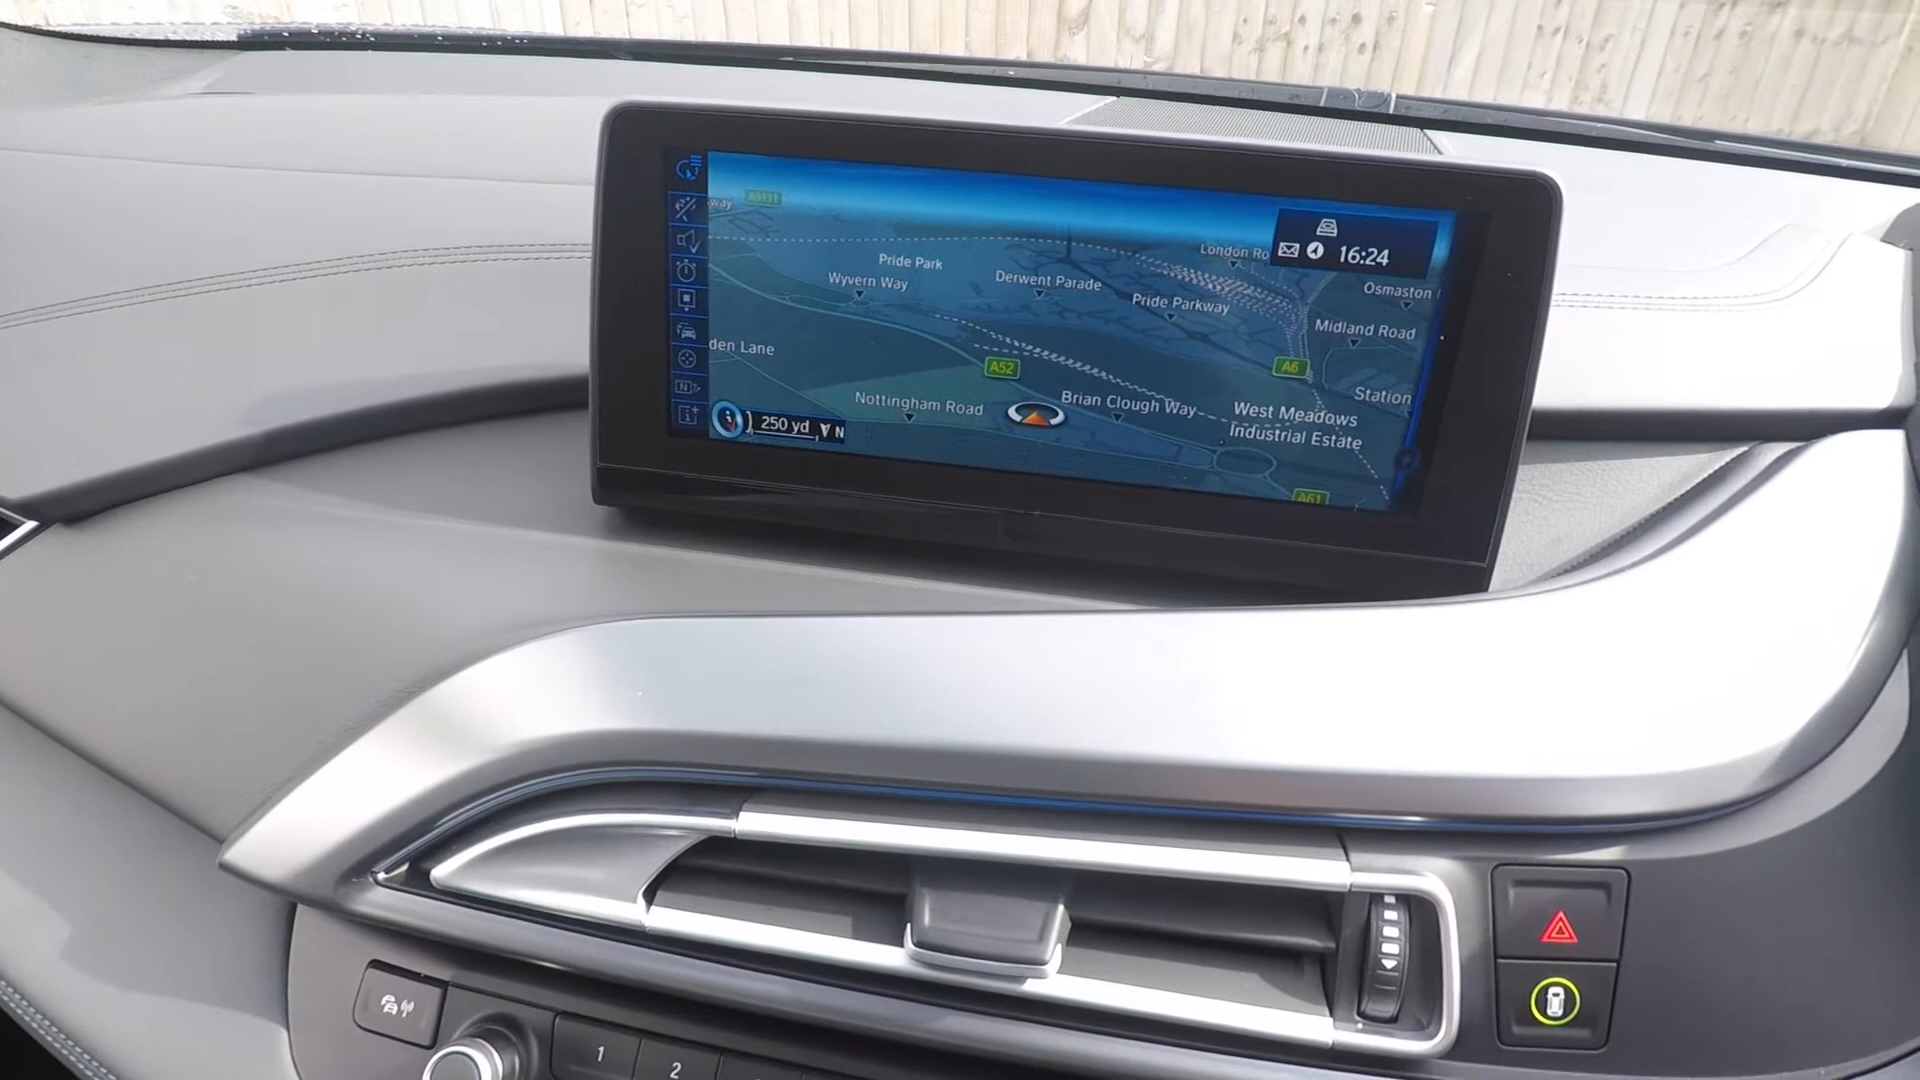 way
A5111
London Ro
16:24
Pride Park
Wyvern Way
Derwent Parade
Pride Parkway
Osmaston
Midland Road
den Lane
A52
A6
Station
Nottingham Road
Brian Clough Way
West Meadows
Industrial Estate
250 yd
N
A61
1
2